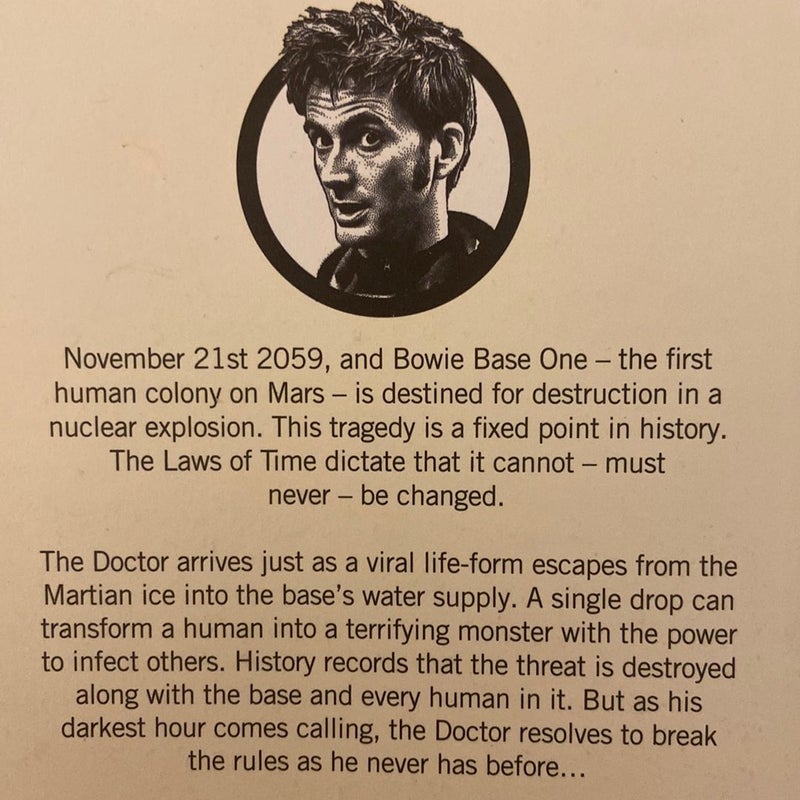 November 21st 2059, and Bowie Base One – the first
human colony on Mars – is destined for destruction in a
nuclear explosion. This tragedy is a fixed point in history.
The Laws of Time dictate that it cannot – must
never – be changed.
The Doctor arrives just as a viral life-form escapes from the
Martian ice into the base’s water supply. A single drop can
transform a human into a terrifying monster with the power
to infect others. History records that the threat is destroyed
along with the base and every human in it. But as his
darkest hour comes calling, the Doctor resolves to break
the rules as he never has before…